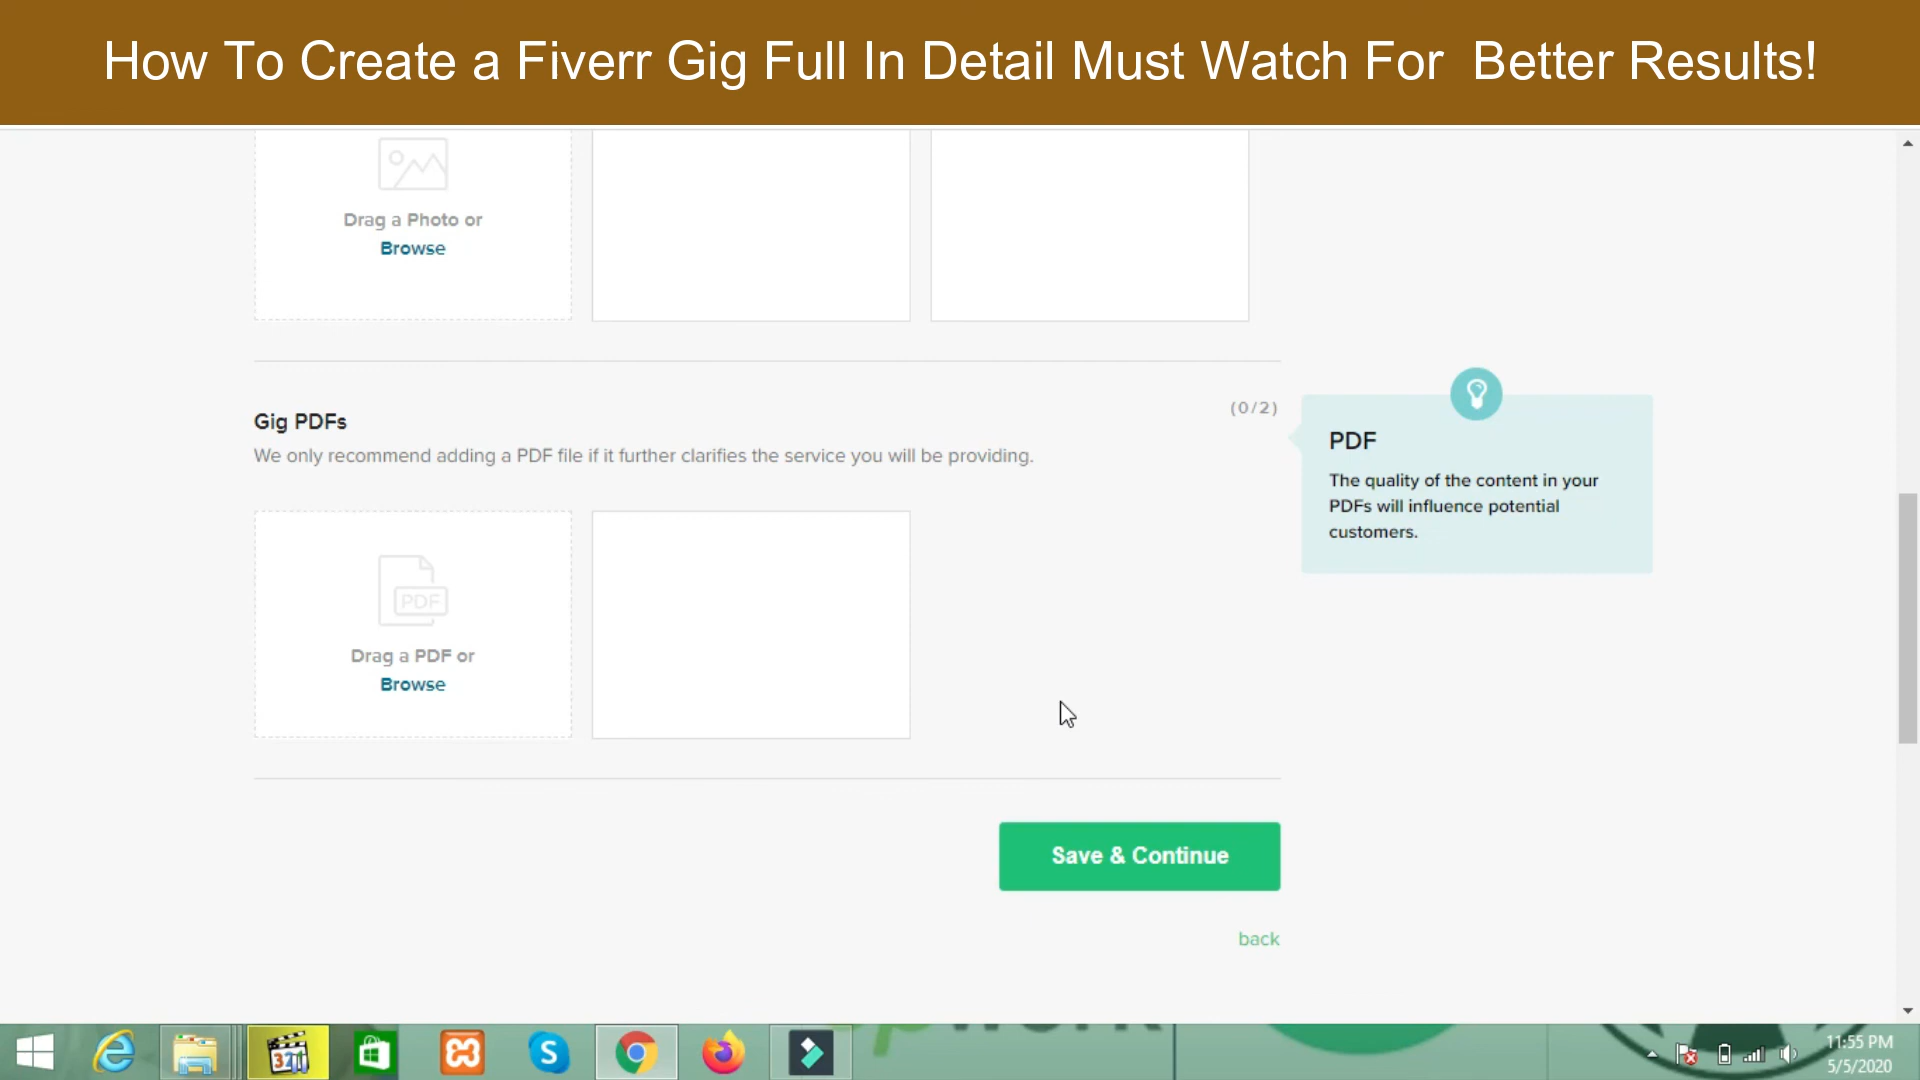 How To Create a Fiverr Gig Full In Detail Must Watch For  Better Results!
Drag a Photo or
Browse
(0/2)
Gig PDFs
We only recommend adding a PDF file if it further clarifies the service you will be providing.
PDF
The quality of the content in your
PDFs will influence potential
customers.
PDF
Drag a PDF or
Browse
Save & Continue
back
321
S
11:55 PM
5/5/2020